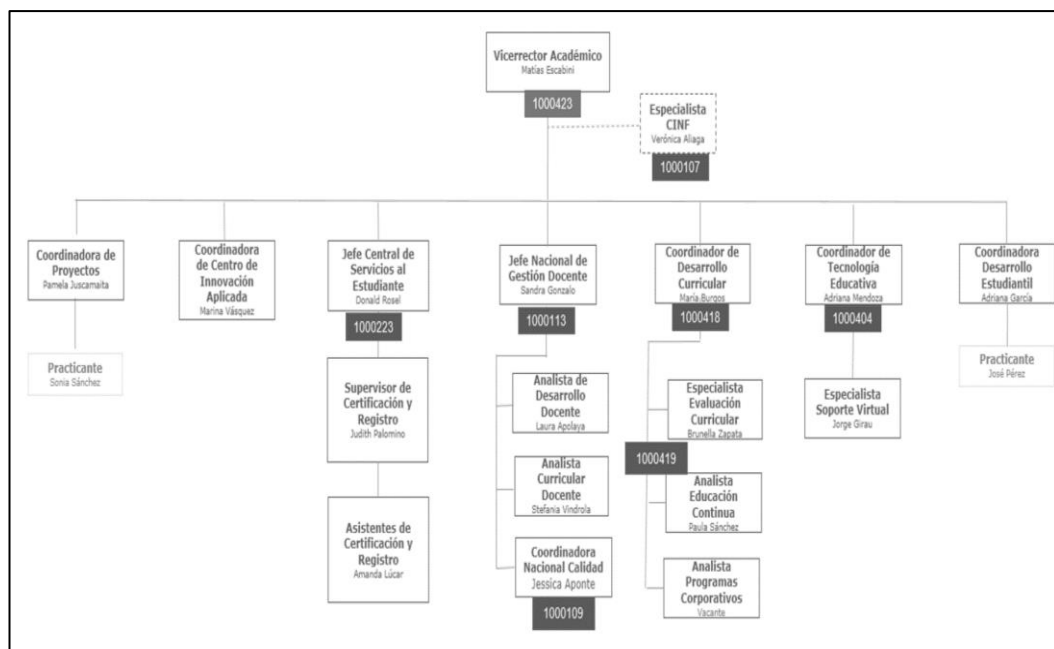 Vicerrector Académico
Matías Escabini
1000423
Especialista
CINF
Verónica Aliaga
1000107
Coordinadora de
Proyectos
Pamela Juscamaita
Coordinadora
de Centro de
Innovación
Aplicada
Marina Vásquez
Jefe Central de
Servicios al
Estudiante
Donald Rosel
1000223
Jefe Nacional de
Gestión Docente
Sandra Gonzalo
1000113
Coordinador de
Desarrollo
Curricular
María Burgos
1000418
Coordinador de
Tecnología
Educativa
Adriana Mendoza
1000404
Coordinadora
Desarrollo
Estudiantil
Adriana García
Practicante
Sonia Sánchez
Supervisor de
Certificación y
Registro
Judith Palomino
Asistentes de
Certificación y
Registro
Amanda Lúcar
Analista de
Desarrollo
Docente
Laura Apolaya
Analista
Curricular
Docente
Stefania Vindrola
Coordinadora
Nacional Calidad
Jessica Aponte
1000109
Especialista
Evaluación
Curricular
Brunella Zapata
1000419
Analista
Educación
Continua
Paula Sánchez
Analista
Programas
Corporativos
Vacante
Especialista
Soporte Virtual
Jorge Girau
Practicante
José Pérez